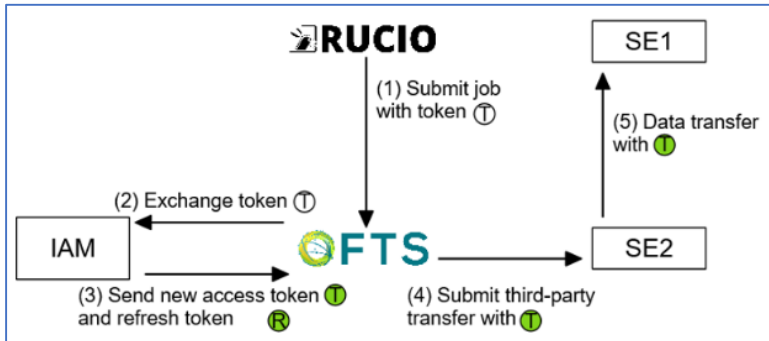 RUCIO
SE1
(1) Submit job
with token Ⓣ
(5) Data transfer
with Ⓣ
(2) Exchange token Ⓣ
IAM
FTS
SE2
(3) Send new access token Ⓣ
and refresh token Ⓡ
(4) Submit third-party
transfer with Ⓣ